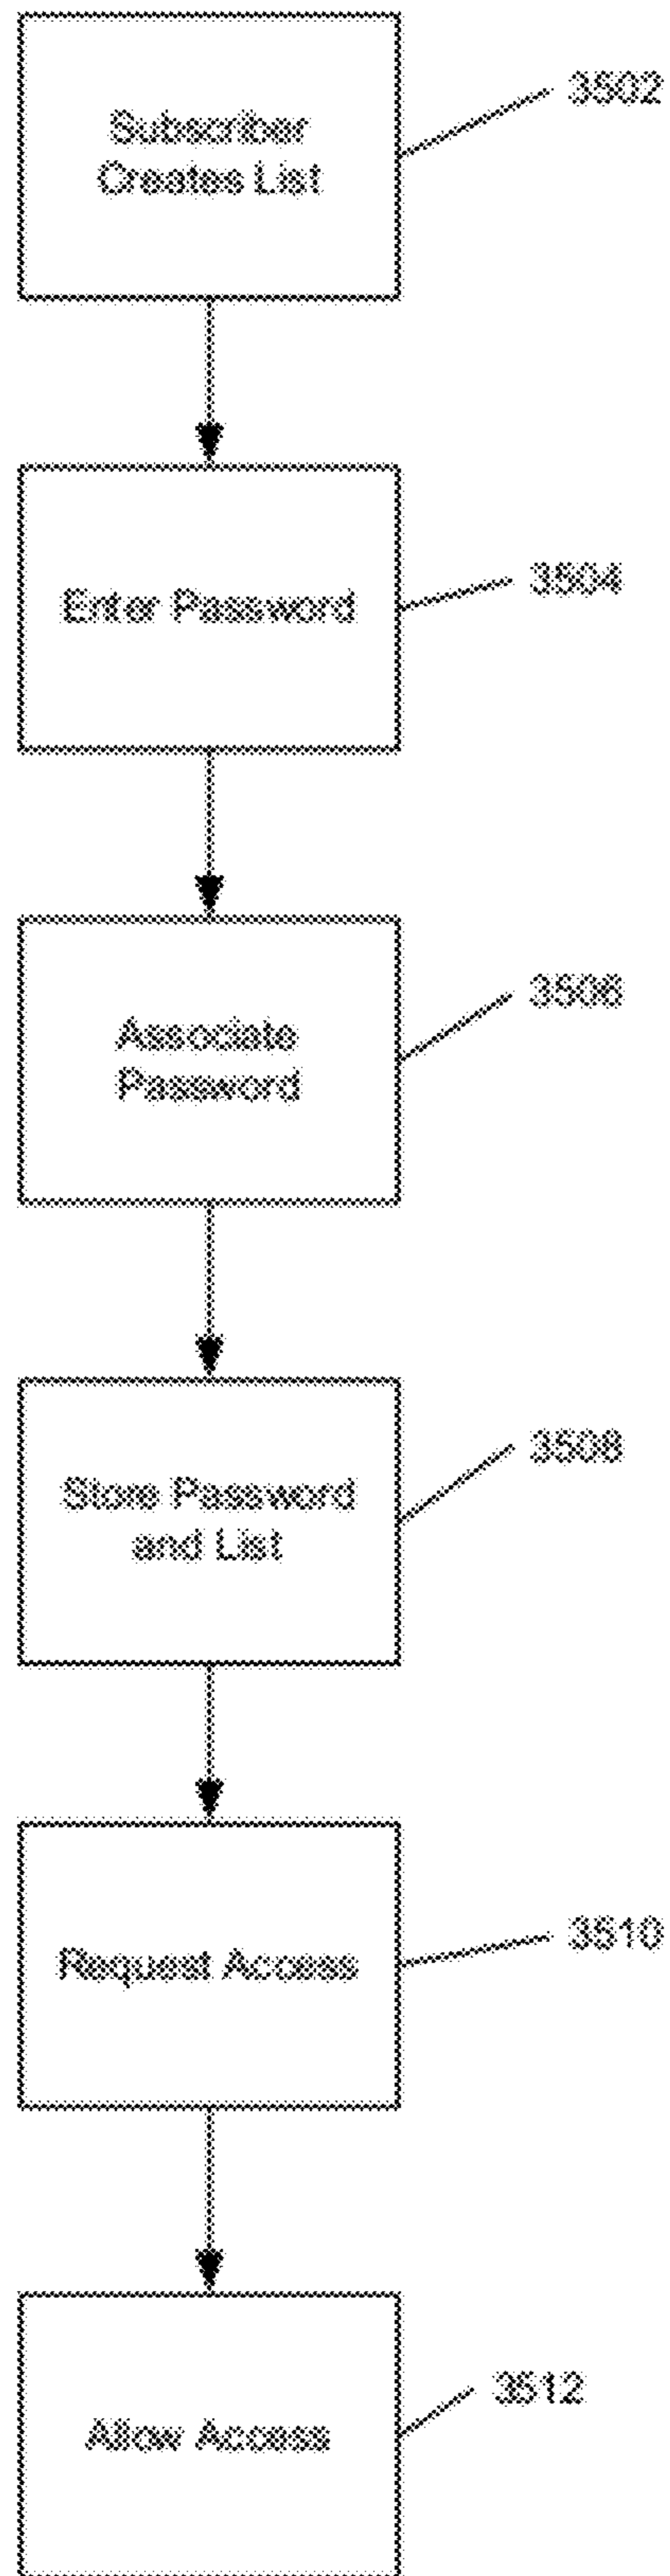 Subscriber
Creates List
3502
Enter Password
3504
Associate
Password
3506
Store Password
and List
3508
Request Access
3510
Allow Access
3512